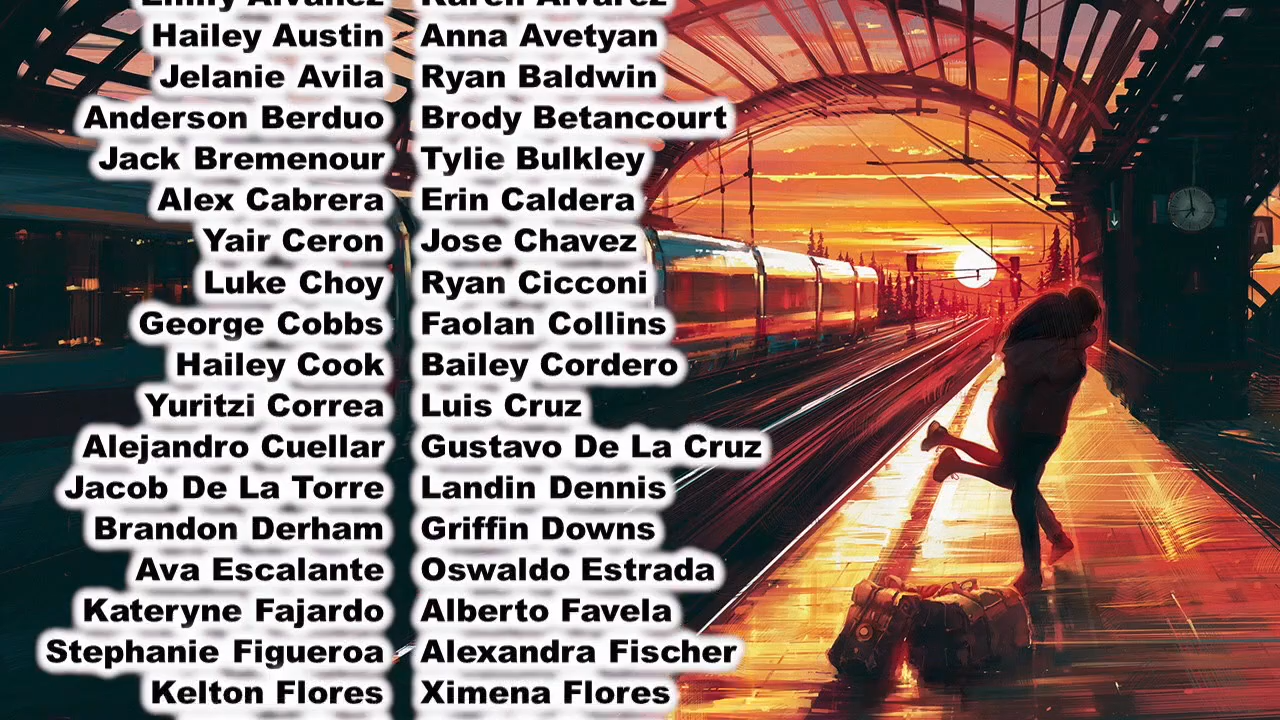 Karen Alvarez
Hailey Austin Anna Avetyan
Jelanie Avila Ryan Baldwin
Anderson Berduo Brody Betancourt
Jack Bremenour Tylie Bulkley
Alex Cabrera Erin Caldera
Yair Ceron Jose Chavez
Luke Choy Ryan Cicconi
George Cobbs Faolan Collins
Hailey Cook Bailey Cordero
Yuritzi Correa Luis Cruz
Alejandro Cuellar Gustavo De La Cruz
Jacob De La Torre Landin Dennis
Brandon Derham Griffin Downs
Ava Escalante Oswaldo Estrada
Kateryne Fajardo Alberto Favela
Stephanie Figueroa Alexandra Fischer
Kelton Flores Ximena Flores
A